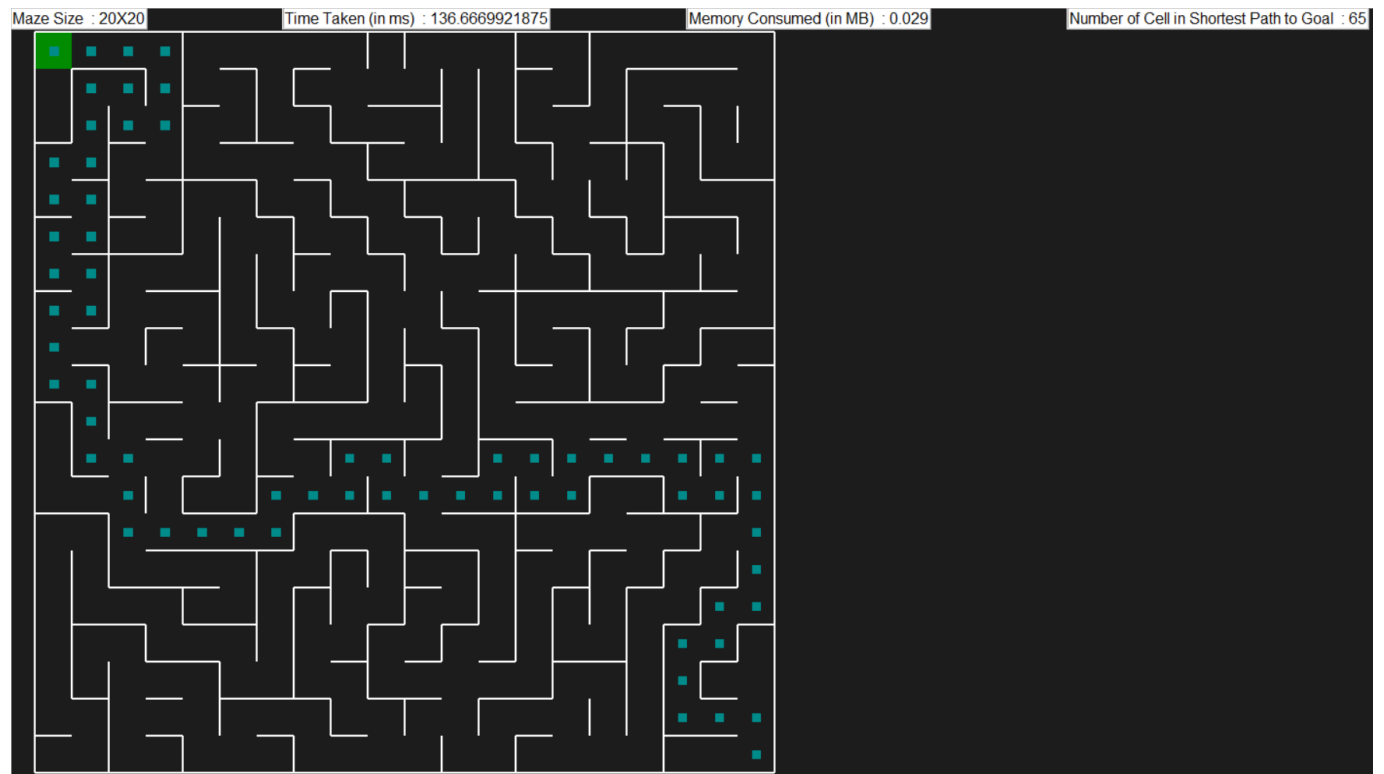 Maze Size : 20X20
Time Taken (in ms) : 136.6669921875
Memory Consumed (in MB) : 0.029
Number of Cell in Shortest Path to Goal : 65